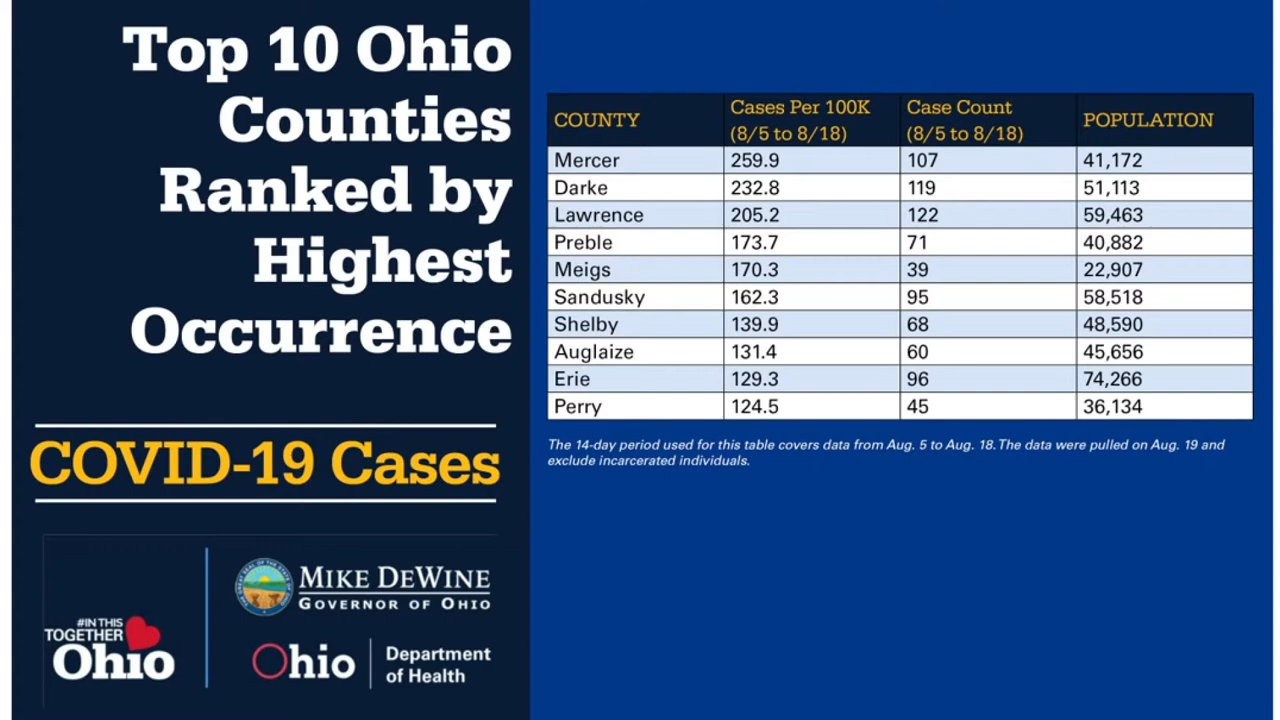 Top 10 Ohio
Counties
Ranked by
Highest
Occurrence
COVID-19 Cases
#IN THIS
TOGETHER
Ohio
MIKE DEWINE
GOVERNOR OF OHIO
Ohio
Department
of Health
COUNTY Cases Per 100K (8/5 to 8/18) Case Count (8/5 to 8/18) POPULATION
Mercer 259.9 107 41,172
Darke 232.8 119 51,113
Lawrence 205.2 122 59,463
Preble 173.7 71 40,882
Meigs 170.3 39 22,907
Sandusky 162.3 95 58,518
Shelby 139.9 68 48,590
Auglaize 131.4 60 45,656
Erie 129.3 96 74,266
Perry 124.5 45 36,134
The 14-day period used for this table covers data from Aug. 5 to Aug. 18. The data were pulled on Aug. 19 and
exclude incarcerated individuals.